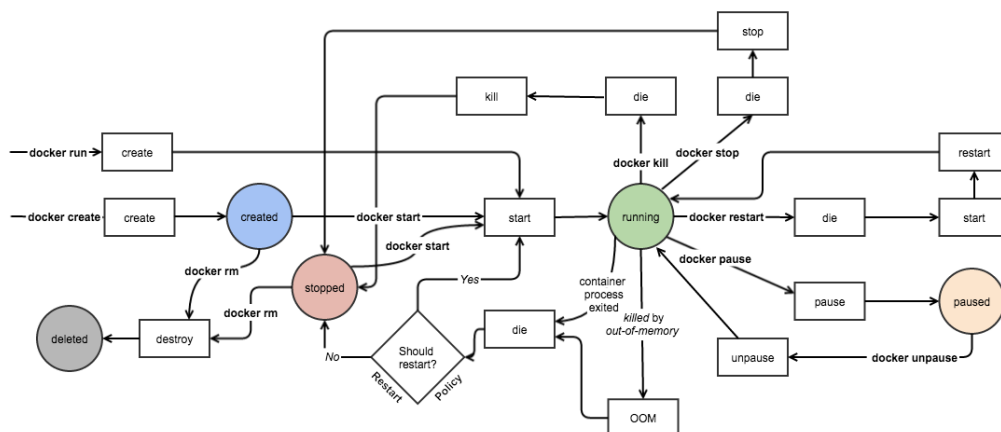 stop
kill
die
die
docker run
create
docker kill
docker stop
restart
docker create
create
created
docker start
start
running
docker restart
die
start
docker start
docker rm
docker pause
stopped
Yes
container
process
exited
pause
paused
docker rm
killed by
out-of-memory
deleted
destroy
die
Should
restart?
No
unpause
docker unpause
Restart
Policy
OOM